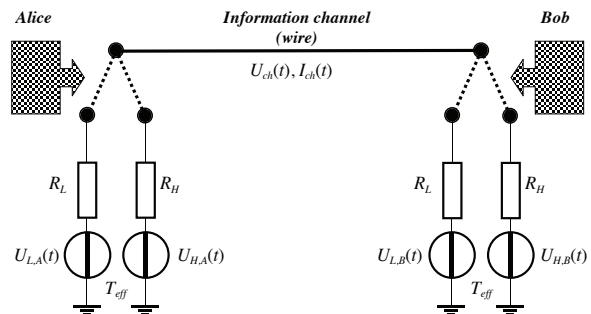 Alice
Information channel
(wire)
Bob
U_ch(t), I_ch(t)
R_L
R_H
R_L
R_H
U_L,A(t)
U_H,A(t)
U_L,B(t)
U_H,B(t)
T_eff
T_eff